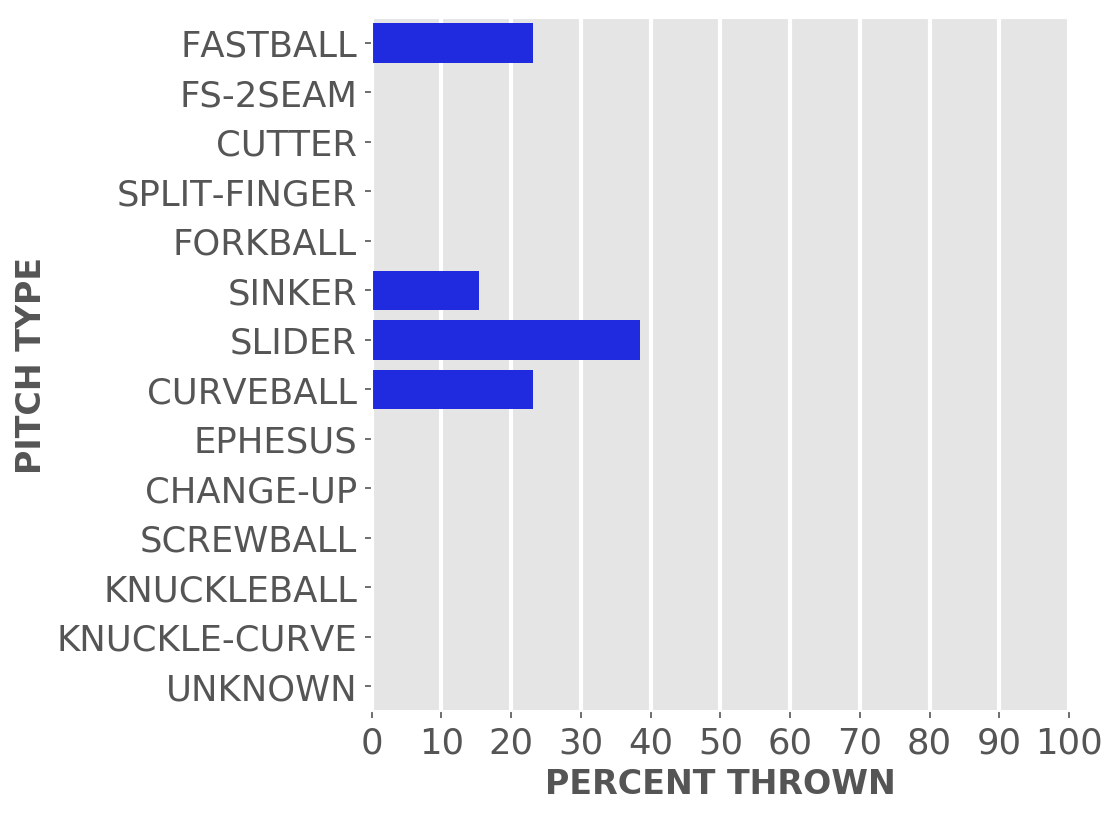 FASTBALL
FS-2SEAM
CUTTER
SPLIT-FINGER
FORKBALL
SINKER
SLIDER
CURVEBALL
EPHESUS
CHANGE-UP
SCREWBALL
KNUCKLEBALL
KNUCKLE-CURVE
UNKNOWN
PITCH TYPE
0 10 20 30 40 50 60 70 80 90 100
PERCENT THROWN